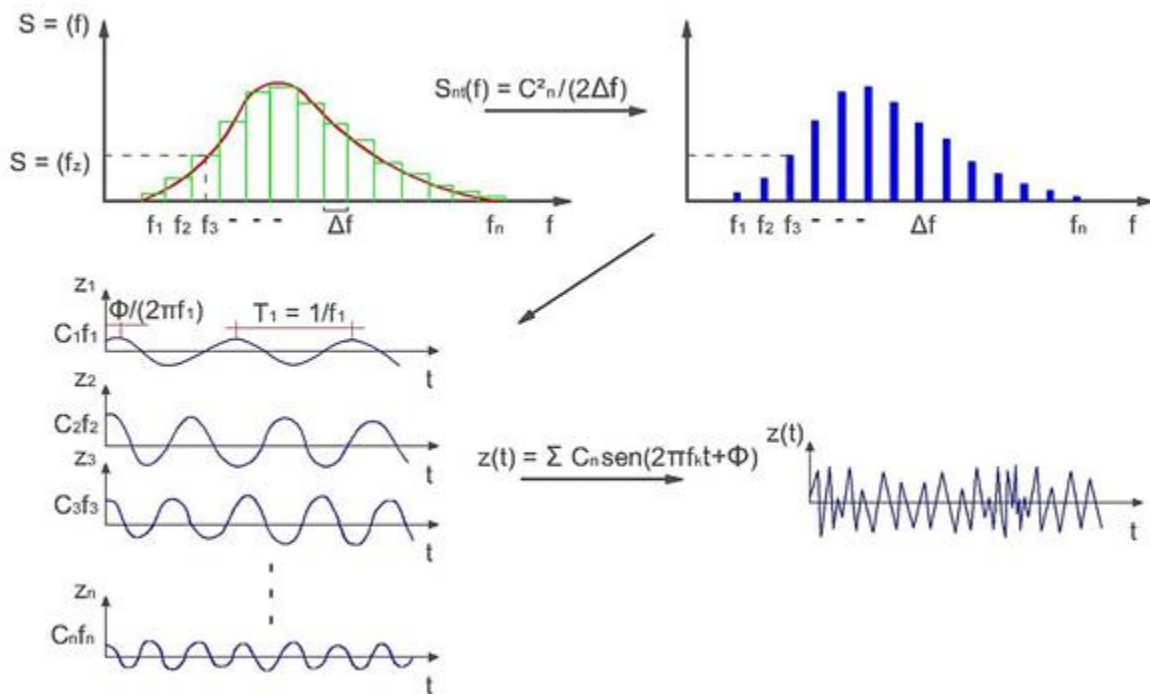 S = (f)
Sₙₜ(f) = C²ₙ/(2Δf)
S = (f_z)
f₁ f₂ f₃ - - - Δf fₙ f
f₁ f₂ f₃ - - - Δf fₙ f
z₁
Φ/(2πf₁) T₁ = 1/f₁
C₁f₁
t
z₂
C₂f₂
t
z₃
C₃f₃
t
z(t) = Σ Cₙsen(2πfₖt+Φ)
z(t)
t
zₙ
Cₙfₙ
t